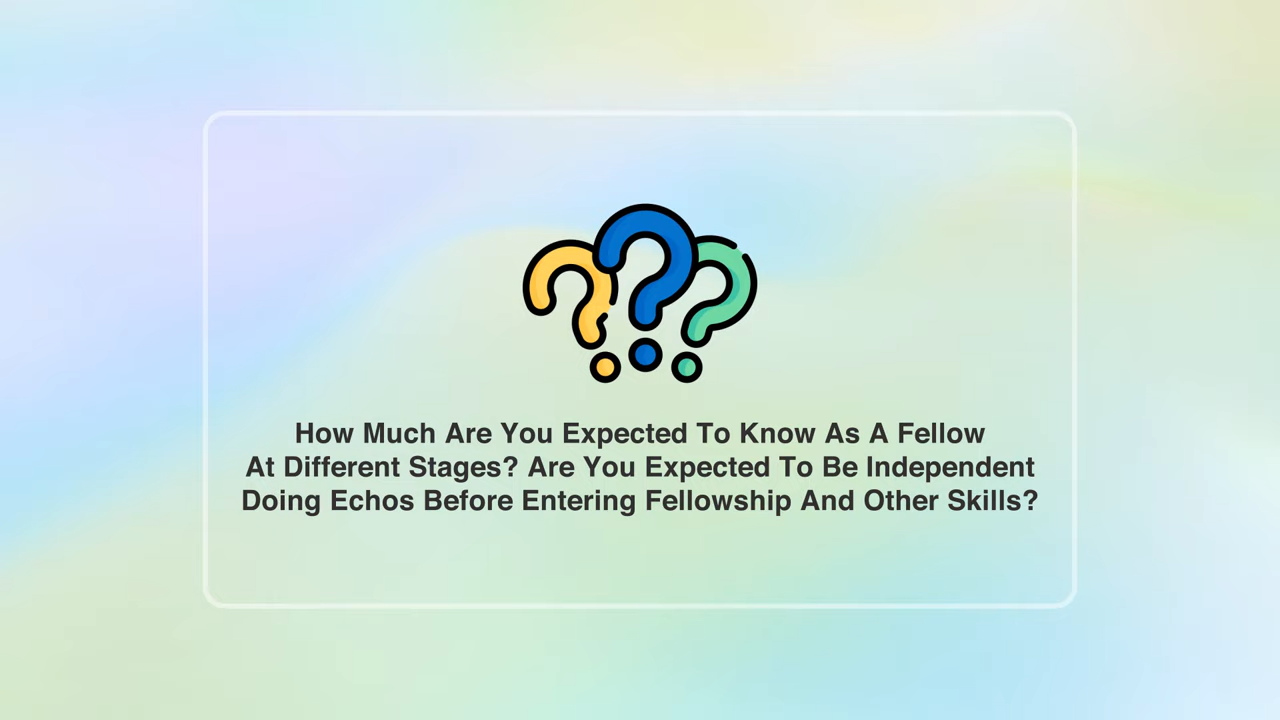 How Much Are You Expected To Know As A Fellow
At Different Stages? Are You Expected To Be Independent
Doing Echos Before Entering Fellowship And Other Skills?